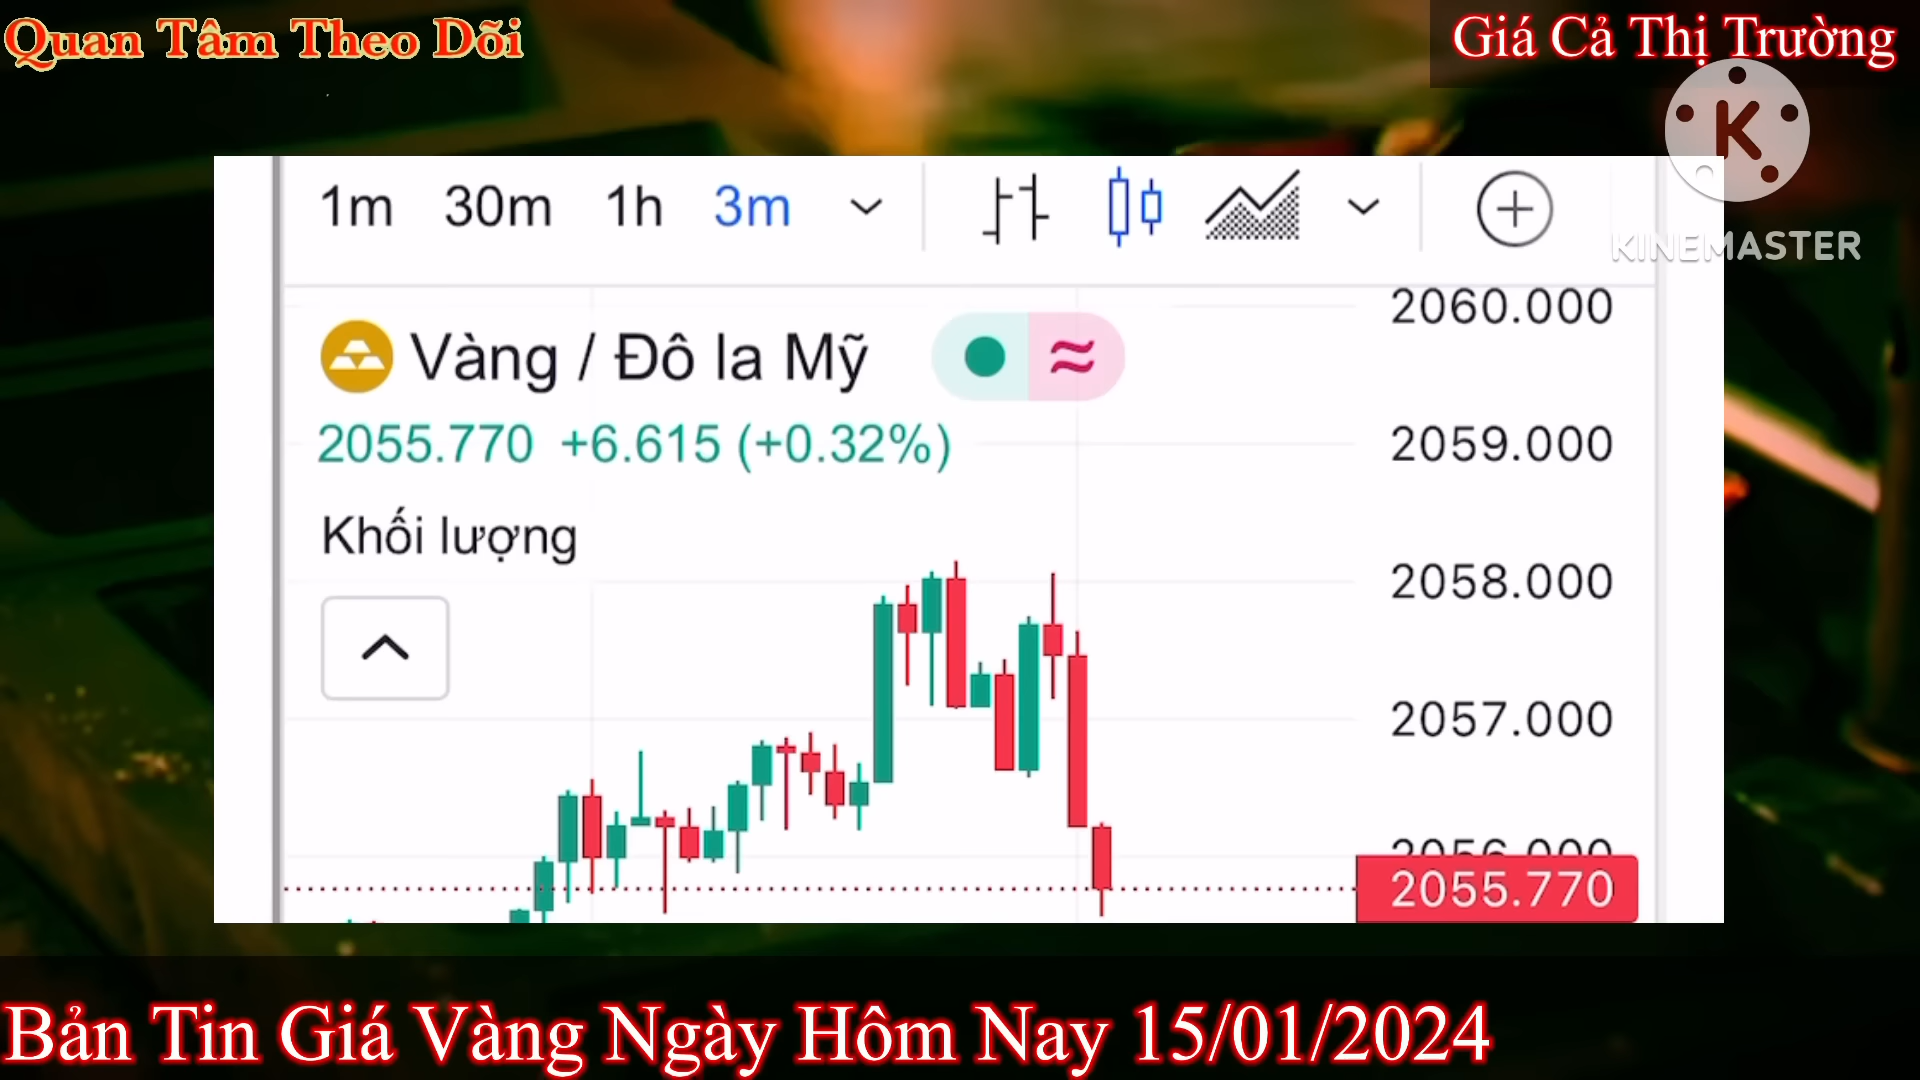 Quan Tâm Theo Dõi
Giá Cả Thị Trường
K
KINEMASTER
1m 30m 1h 3m
2060.000
Vàng / Đô la Mỹ
2055.770 +6.615 (+0.32%)
2059.000
Khối lượng
2058.000
2057.000
2056.000
2055.770
Bản Tin Giá Vàng Ngày Hôm Nay 15/01/2024